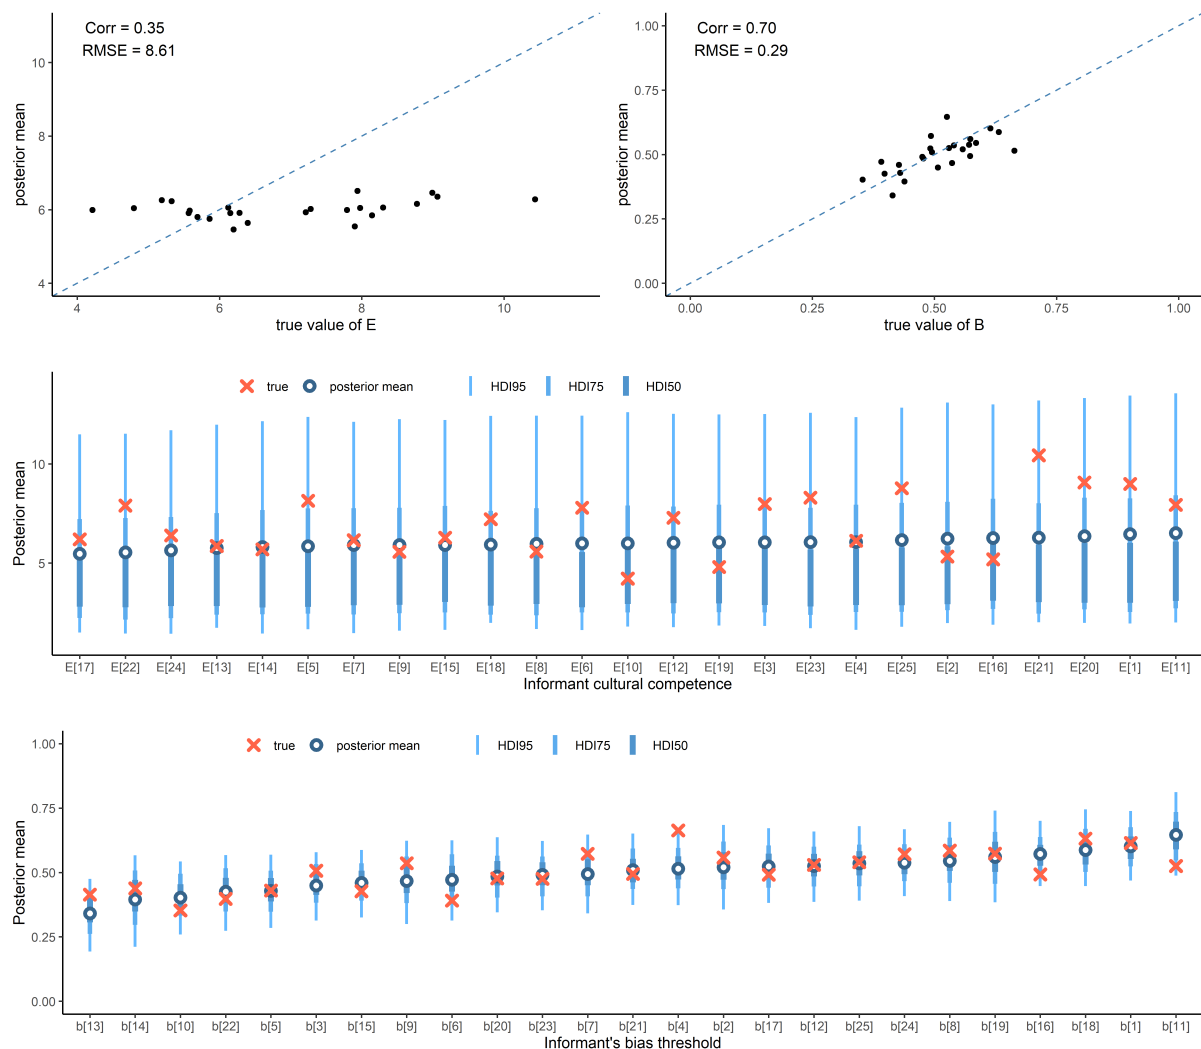 Corr = 0.35
RMSE = 8.61
posterior mean
10
8
6
4
4 6 8 10
true value of E
Corr = 0.70
RMSE = 0.29
posterior mean
1.00
0.75
0.50
0.25
0.00
0.00 0.25 0.50 0.75 1.00
true value of B
true posterior mean HDI95 HDI75 HDI50
Posterior mean
10
5
E[17] E[22] E[24] E[13] E[14] E[5] E[7] E[9] E[15] E[18] E[8] E[6] E[10] E[12] E[19] E[3] E[23] E[4] E[25] E[2] E[16] E[21] E[20] E[1] E[11]
Informant cultural competence
true posterior mean HDI95 HDI75 HDI50
Posterior mean
1.00
0.75
0.50
0.25
0.00
b[13] b[14] b[10] b[22] b[5] b[3] b[15] b[9] b[6] b[20] b[23] b[7] b[21] b[4] b[2] b[17] b[12] b[25] b[24] b[8] b[19] b[16] b[18] b[1] b[11]
Informant's bias threshold